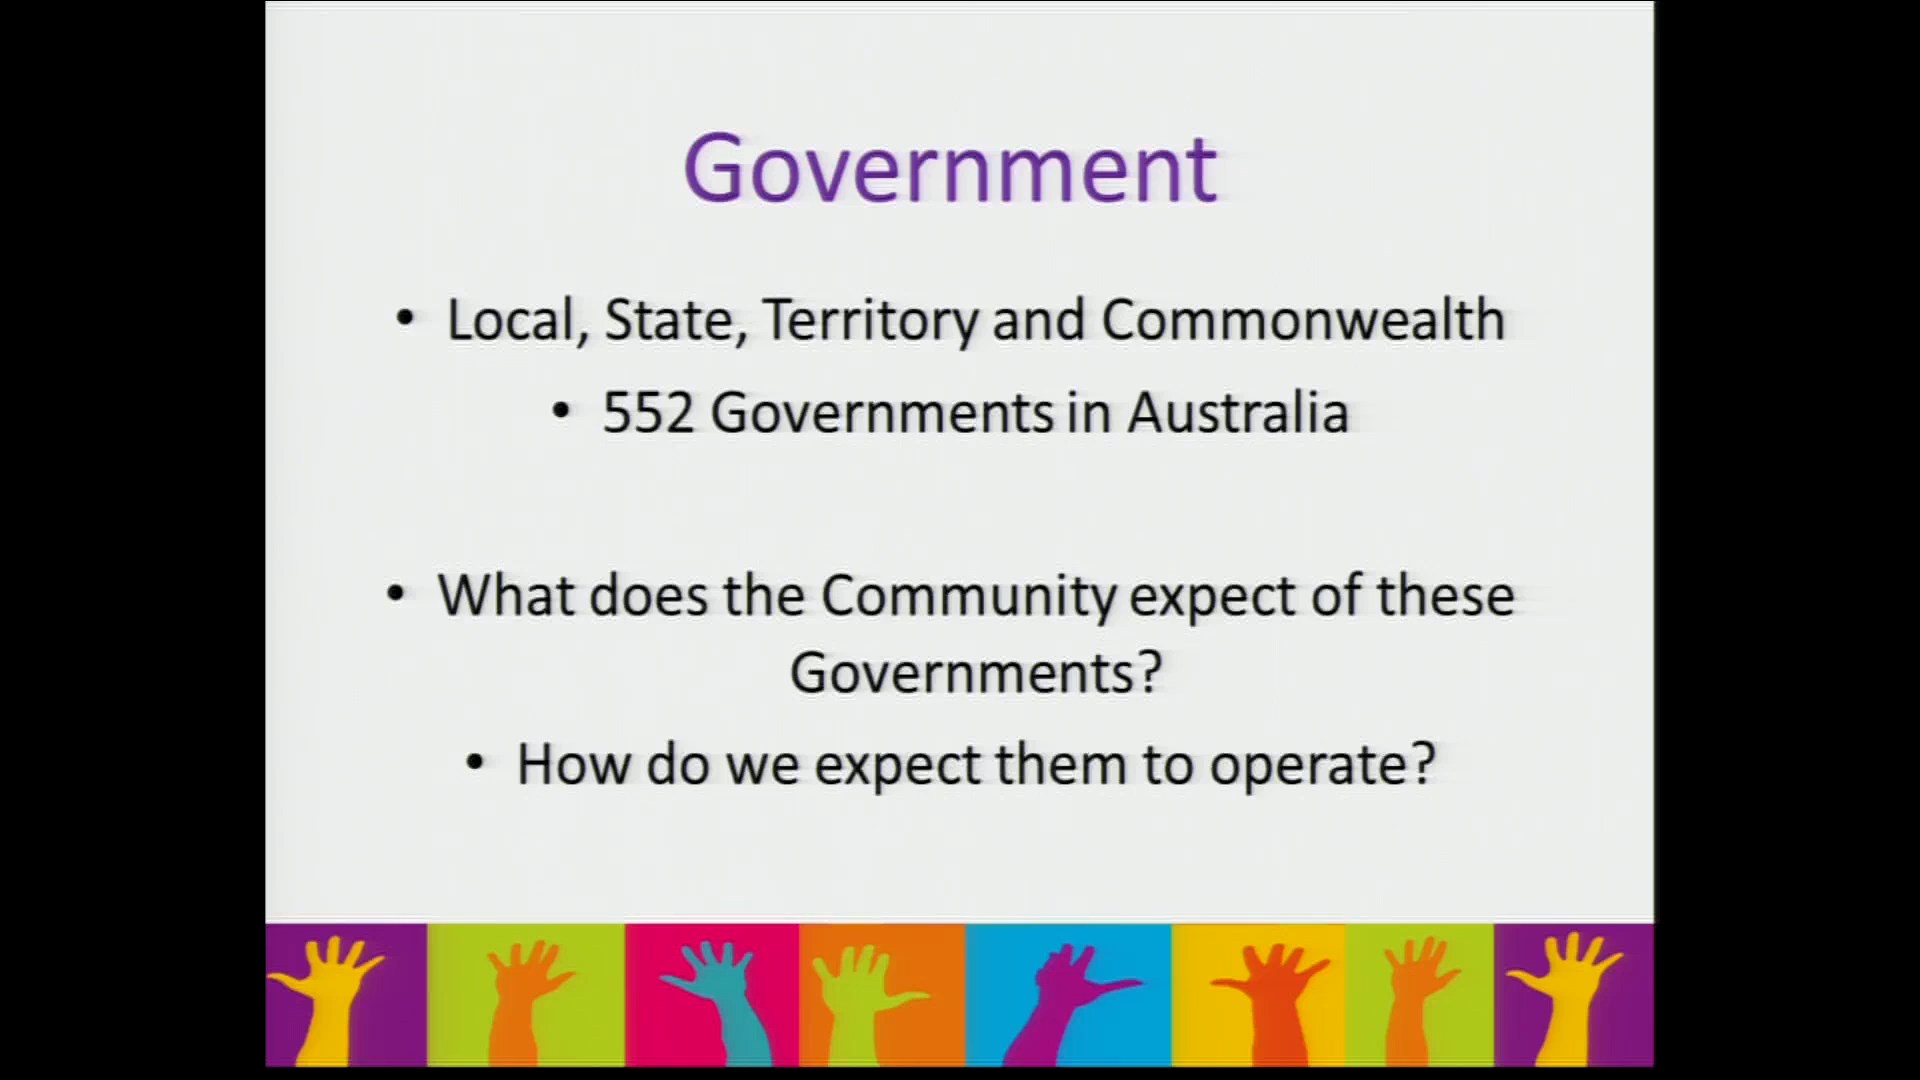 Government
• Local, State, Territory and Commonwealth
• 552 Governments in Australia
• What does the Community expect of these
Governments?
• How do we expect them to operate?